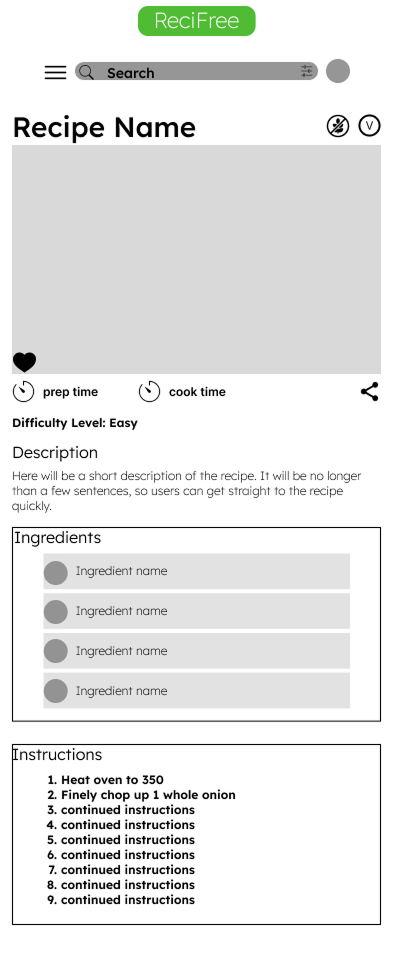 ReciFree
Search
Recipe Name
V
prep time
cook time
Difficulty Level: Easy
Description
Here will be a short description of the recipe. It will be no longer
than a few sentences, so users can get straight to the recipe
quickly.
Ingredients
Ingredient name
Ingredient name
Ingredient name
Ingredient name
Instructions
1. Heat oven to 350
2. Finely chop up 1 whole onion
3. continued instructions
4. continued instructions
5. continued instructions
6. continued instructions
7. continued instructions
8. continued instructions
9. continued instructions